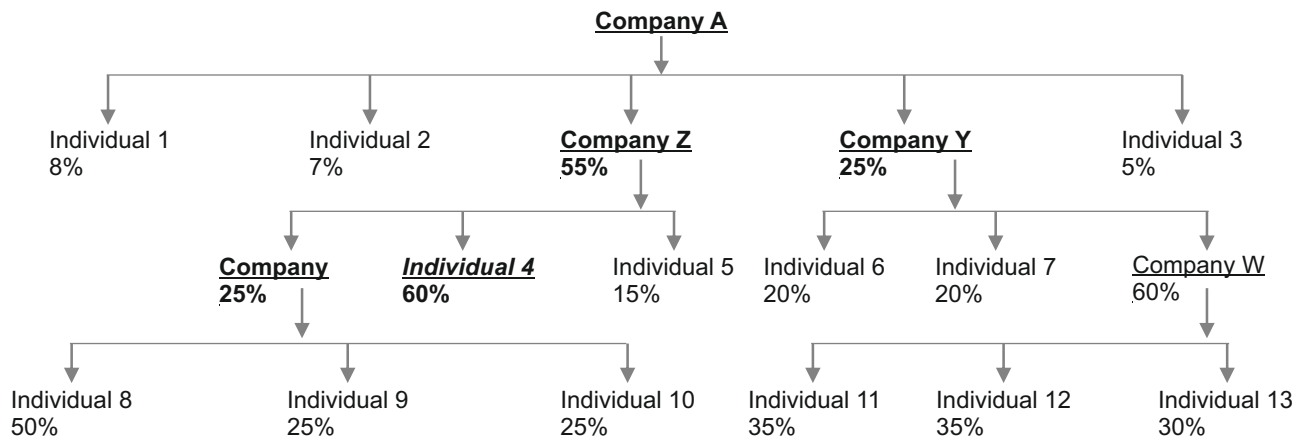 Company A
Individual 1
8%
Individual 2
7%
Company Z
55%
Company Y
25%
Individual 3
5%
Company
25%
Individual 4
60%
Individual 5
15%
Individual 6
20%
Individual 7
20%
Company W
60%
Individual 8
50%
Individual 9
25%
Individual 10
25%
Individual 11
35%
Individual 12
35%
Individual 13
30%